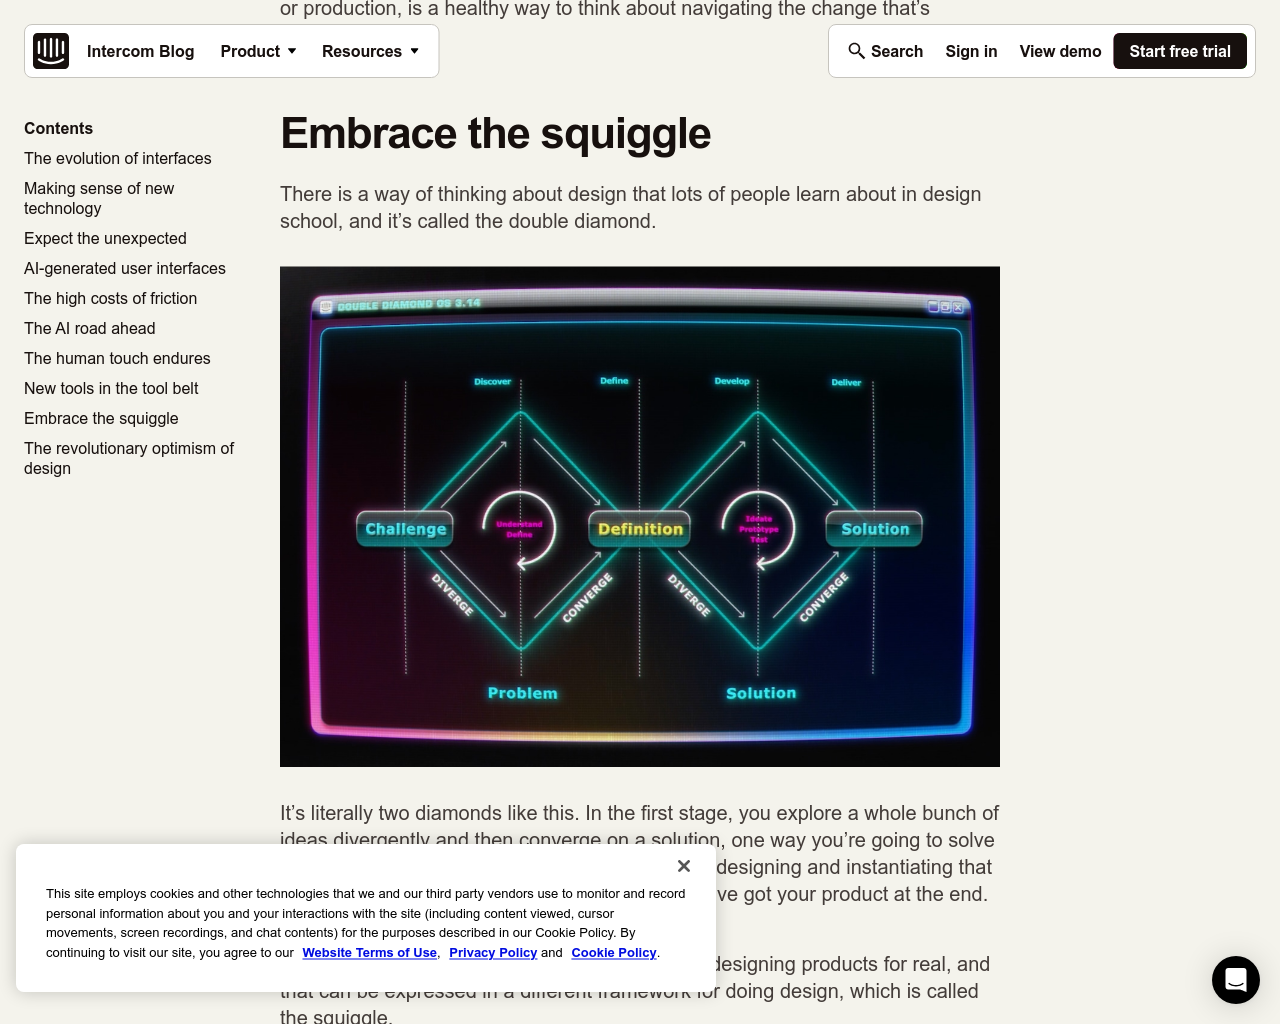 or production, is a healthy way to think about navigating the change that's
Intercom Blog
Product
Resources
Search
Sign in
View demo
Start free trial
Contents
The evolution of interfaces
Making sense of new
technology
Expect the unexpected
AI-generated user interfaces
The high costs of friction
The AI road ahead
The human touch endures
New tools in the tool belt
Embrace the squiggle
The revolutionary optimism of
design
Embrace the squiggle
There is a way of thinking about design that lots of people learn about in design
school, and it’s called the double diamond.
DOUBLE DIAMOND OS 3.14
Discover
Define
Develop
Deliver
Challenge
Understand
Define
Definition
Ideate
Prototype
Test
Solution
DIVERGE
CONVERGE
DIVERGE
CONVERGE
Problem
Solution
It’s literally two diamonds like this. In the first stage, you explore a whole bunch of
ideas divergently and then converge on a solution, one way you’re going to solve
designing and instantiating that
ve got your product at the end.
This site employs cookies and other technologies that we and our third party vendors use to monitor and record
personal information about you and your interactions with the site (including content viewed, cursor
movements, screen recordings, and chat contents) for the purposes described in our Cookie Policy. By
continuing to visit our site, you agree to our Website Terms of Use, Privacy Policy and Cookie Policy.
designing products for real, and
that can be expressed in a different framework for doing design, which is called
the squiggle.